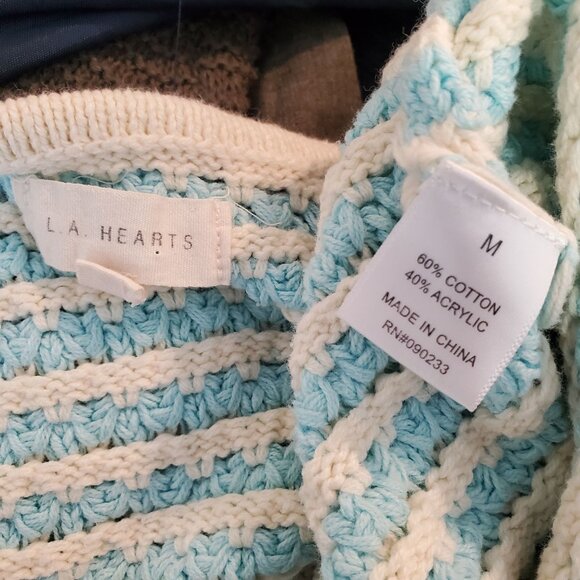 L.A. HEARTS
M
60% COTTON
40% ACRYLIC
MADE IN CHINA
RN#090233